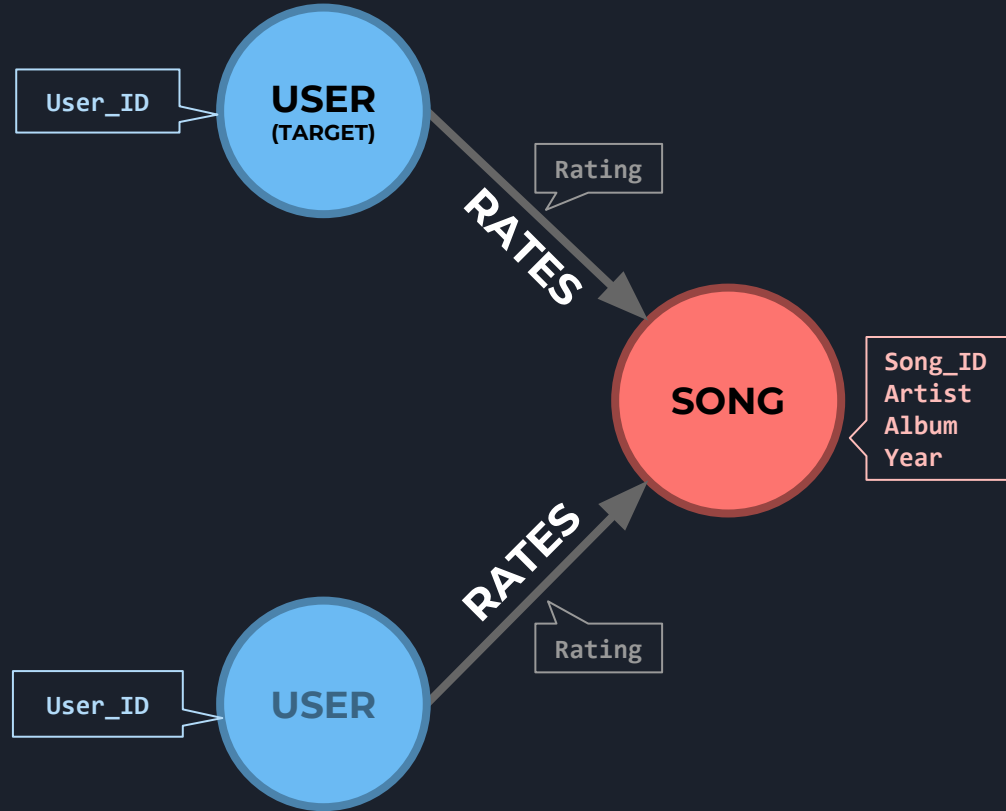 User_ID
USER
(TARGET)
Rating
RATES
SONG
Song_ID
Artist
Album
Year
RATES
Rating
User_ID
USER